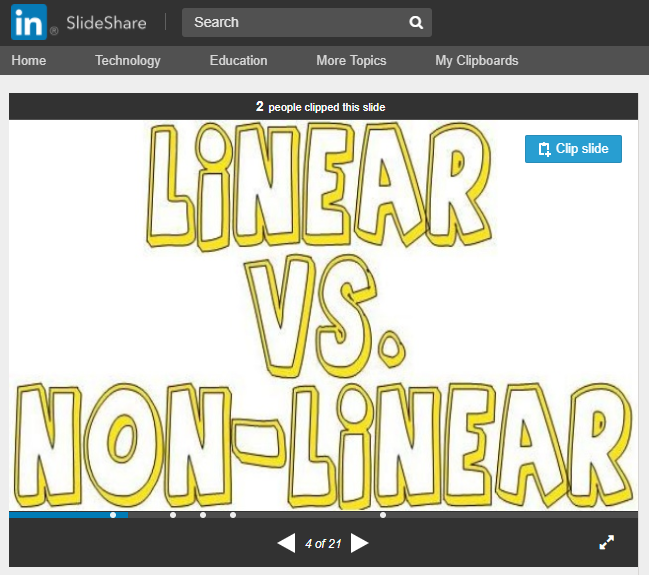 in® SlideShare Search
Home Technology Education More Topics My Clipboards
2 people clipped this slide
Clip slide
LiNEAR
VS.
NON-LiNEAR
4 of 21